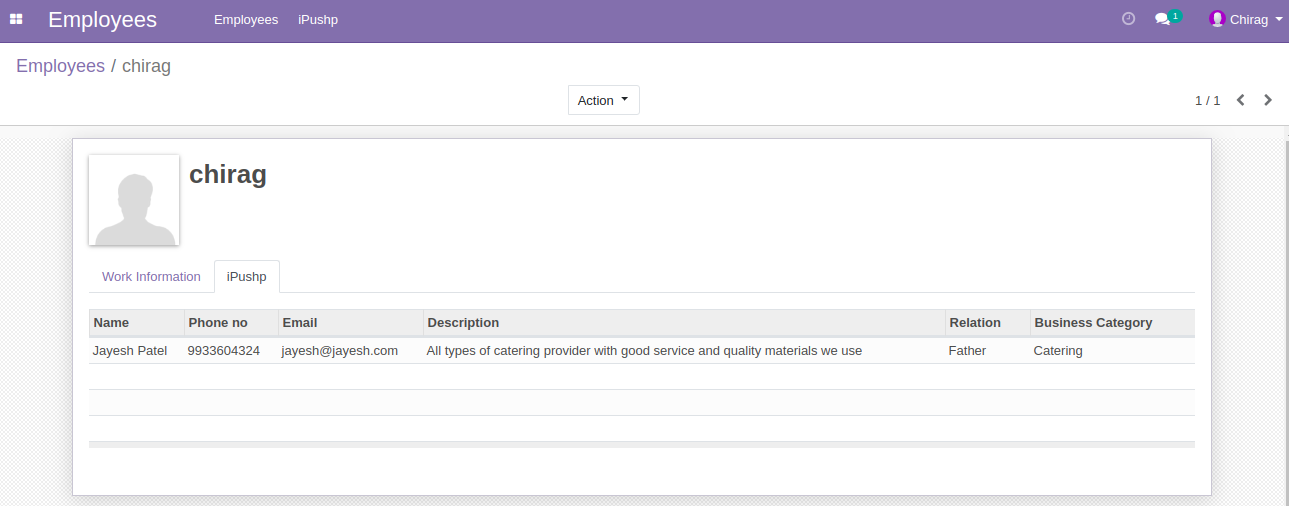 Employees Employees iPushp 1 Chirag
Employees / chirag
Action 1 / 1
chirag
Work Information iPushp
Name Phone no Email Description Relation Business Category
Jayesh Patel 9933604324 jayesh@jayesh.com All types of catering provider with good service and quality materials we use Father Catering